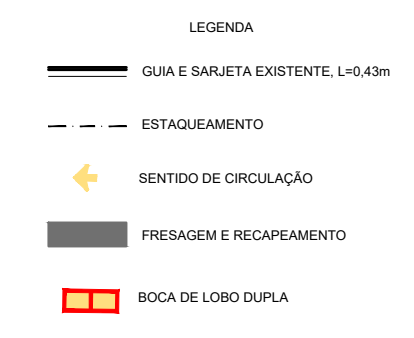 LEGENDA
GUIA E SARJETA EXISTENTE, L=0,43m
ESTAQUEAMENTO
SENTIDO DE CIRCULAÇÃO
FRESAGEM E RECAPEAMENTO
BOCA DE LOBO DUPLA